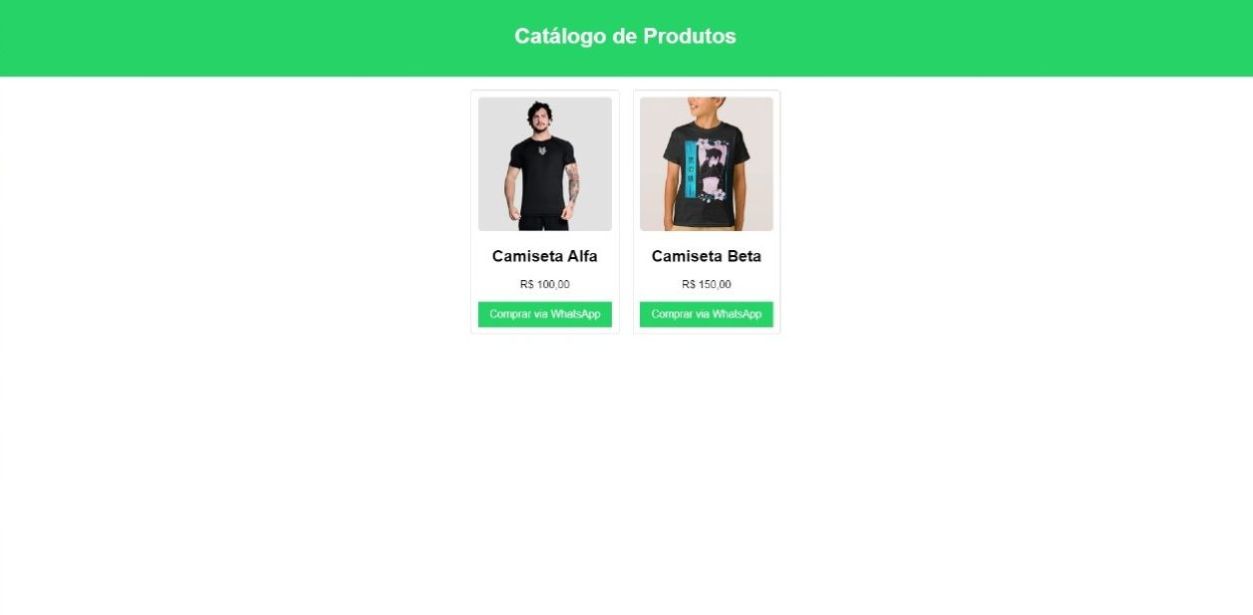 Catálogo de Produtos
Camiseta Alfa
R$ 100,00
Comprar via WhatsApp
Camiseta Beta
R$ 150,00
Comprar via WhatsApp